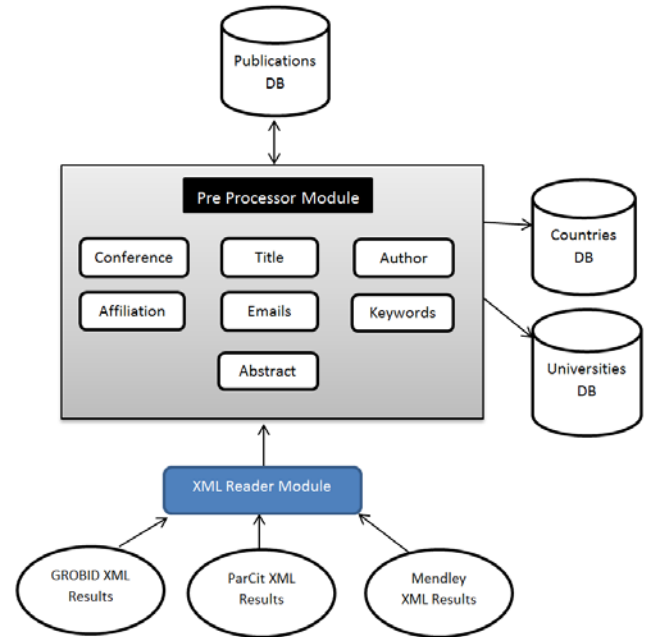 Publications
DB
Pre Processor Module
Conference
Title
Author
Affiliation
Emails
Keywords
Abstract
Countries
DB
Universities
DB
XML Reader Module
GROBID XML
Results
ParCit XML
Results
Mendley
XML Results